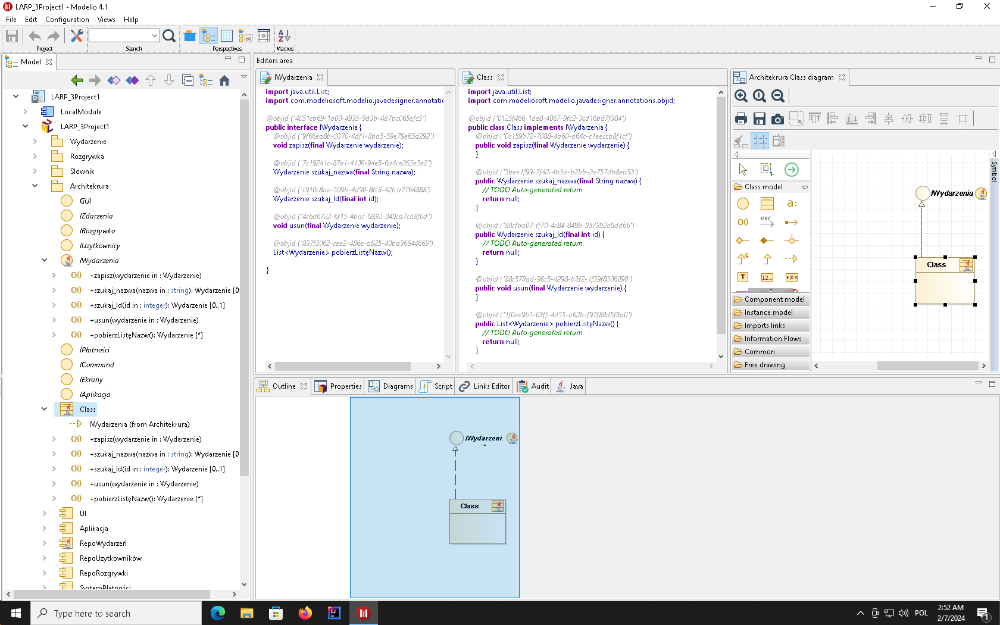 LARP_3Project1 - Modelio 4.1
File Edit Configuration Views Help
Project Search Perspectives Macros
Model
LARP_3Project1
LocalModule
LARP_3Project1
Wydarzenie
Rozgrywka
Slownik
Architekrura
GUI
IZdarzenia
IRozgrywka
IUzytkownicy
IWydarzenia
+zapisz(wydarzenie in : Wydarzenie)
+szukaj_nazwa(nazwa in : string): Wydarzenie [0
+szukaj_Id(id in : integer): Wydarzenie [0..1]
+usun(wydarzenie in : Wydarzenie)
+pobierzListęNazw(): Wydarzenie [*]
IPłatności
ICommand
IEkrany
IAplikacja
Class
IWydarzenia (from Architekrura)
+zapisz(wydarzenie in : Wydarzenie)
+szukaj_nazwa(nazwa in : string): Wydarzenie [0
+szukaj_Id(id in : integer): Wydarzenie [0..1]
+usun(wydarzenie in : Wydarzenie)
+pobierzListęNazw(): Wydarzenie [*]
UI
Aplikacja
RepoWydarzeń
RepoUżytkowników
RepoRozgrywki
SystemPłatności
Editors area
IWydarzenia
import java.util.List;
import com.modeliosoft.modelio.javadesigner.annotatio
@objid ("4051cb69-1a00-4935-9d3b-4d7bc065efc5")
public interface IWydarzenia {
@objid ("9f66ea8b-0370-4df1-8ba5-59e79e65d292")
void zapisz(final Wydarzenie wydarzenie);
@objid ("7c19241c-87e1-4106-94e5-6a4ce365e5e2")
Wydarzenie szukaj_nazwa(final String nazwa);
@objid ("c910c8ae-509b-4d90-8fc3-42fca7764888")
Wydarzenie szukaj_Id(final int id);
@objid ("4c6d6722-6f15-4bac-9832-049cd7cd8f0d")
void usun(final Wydarzenie wydarzenie);
@objid ("837f2062-cee2-486e-a925-40ba36644669")
List<Wydarzenie> pobierzListęNazw();
}
Class
import java.util.List;
import com.modeliosoft.modelio.javadesigner.annotations.objid;
@objid ("0125f466-1de8-4067-9fc2-3cd16bd7f384")
public class Class implements IWydarzenia {
@objid ("0c159b72-7088-4a60-a64c-c1eeccb8f1cf")
public void zapisz(final Wydarzenie wydarzenie) {
}
@objid ("5bee1f99-7f42-4b3a-b2bb-3e757db8ea53")
public Wydarzenie szukaj_nazwa(final String nazwa) {
// TODO Auto-generated return
return null;
}
@objid ("80cfba07-ff70-4c84-849b-957392a9dd66")
public Wydarzenie szukaj_Id(final int id) {
// TODO Auto-generated return
return null;
}
@objid ("88c573ad-96c5-4298-b3f2-1f59f8306090")
public void usun(final Wydarzenie wydarzenie) {
}
@objid ("1f0ee9b1-03ff-4d55-a62b-f97f80d5f3a0")
public List<Wydarzenie> pobierzListęNazw() {
// TODO Auto-generated return
return null;
}
Architekrura Class diagram
Class model
a:
O()
exc
T
12...
Component model
Instance model
Imports links
Information Flows
Common
Free drawing
IWydarzenia
Class
Symbol
Outline Properties Diagrams Script Links Editor Audit Java
IWydarzeni
Class
Type here to search
POL
2:52 AM
2/7/2024
1